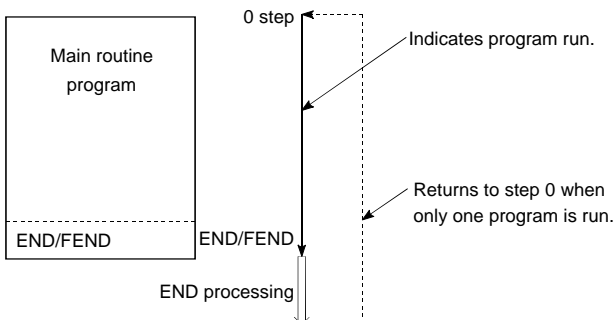 0 step
Main routine
program
Indicates program run.
Returns to step 0 when
only one program is run.
END/FEND
END/FEND
END processing